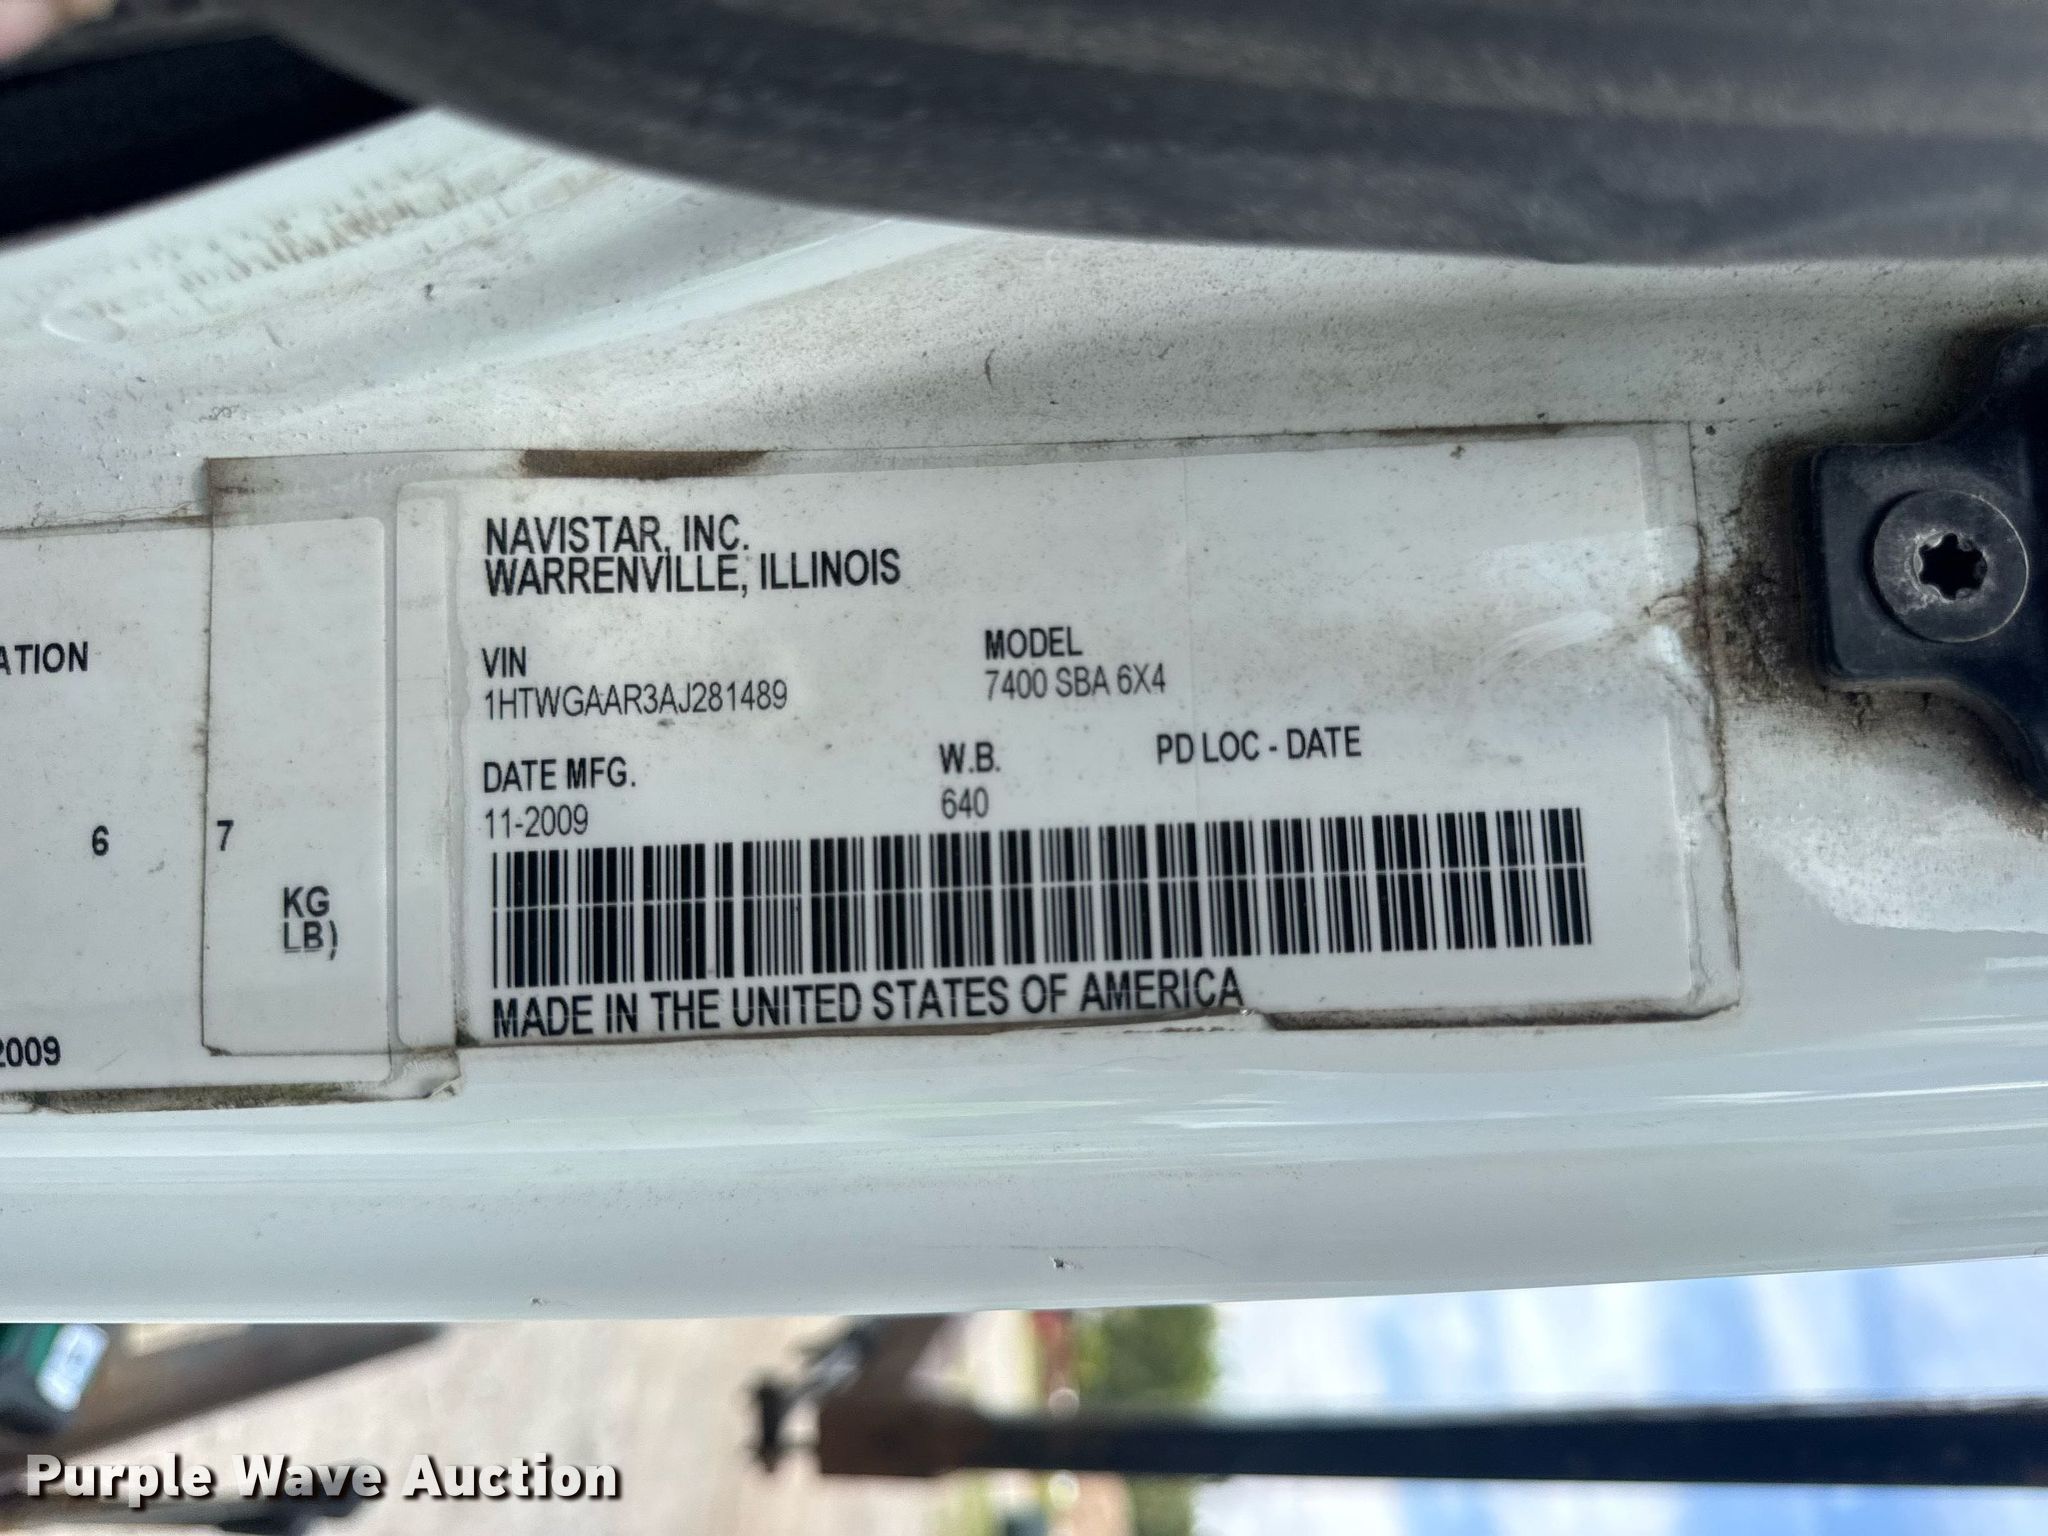 NAVISTAR, INC.
WARRENVILLE, ILLINOIS
VIN
1HTWGAAR3AJ281489
MODEL
7400 SBA 6X4
DATE MFG.
11-2009
W.B.
640
PD LOC - DATE
MADE IN THE UNITED STATES OF AMERICA
ATION
6 7
KG
LB)
2009
Purple Wave Auction